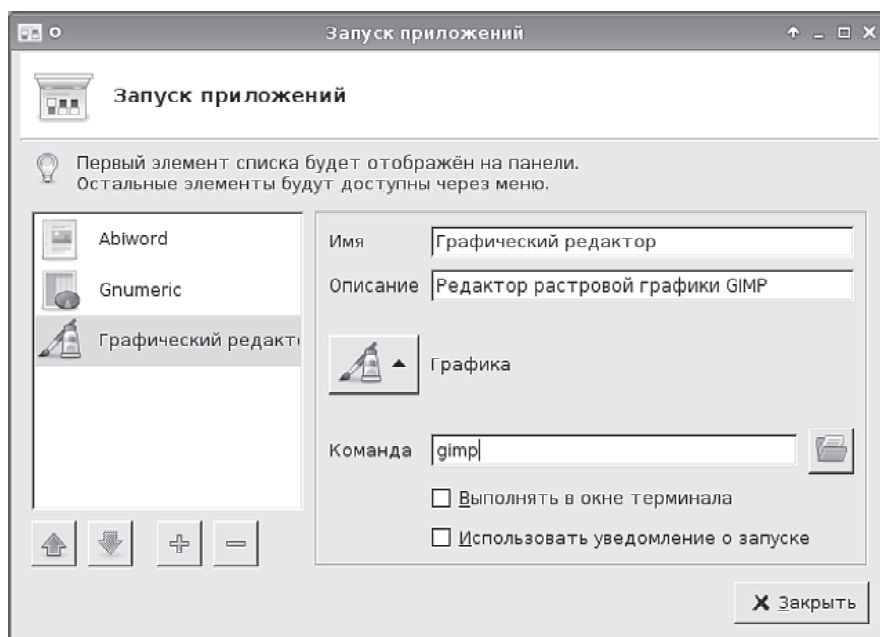 Запуск приложений
Запуск приложений
Первый элемент списка будет отображён на панели.
Остальные элементы будут доступны через меню.
Abiword
Gnumeric
Графический редакт
Имя
Графический редактор
Описание
Редактор растровой графики GIMP
Графика
Команда
gimp
Выполнять в окне терминала
Использовать уведомление о запуске
Закрыть